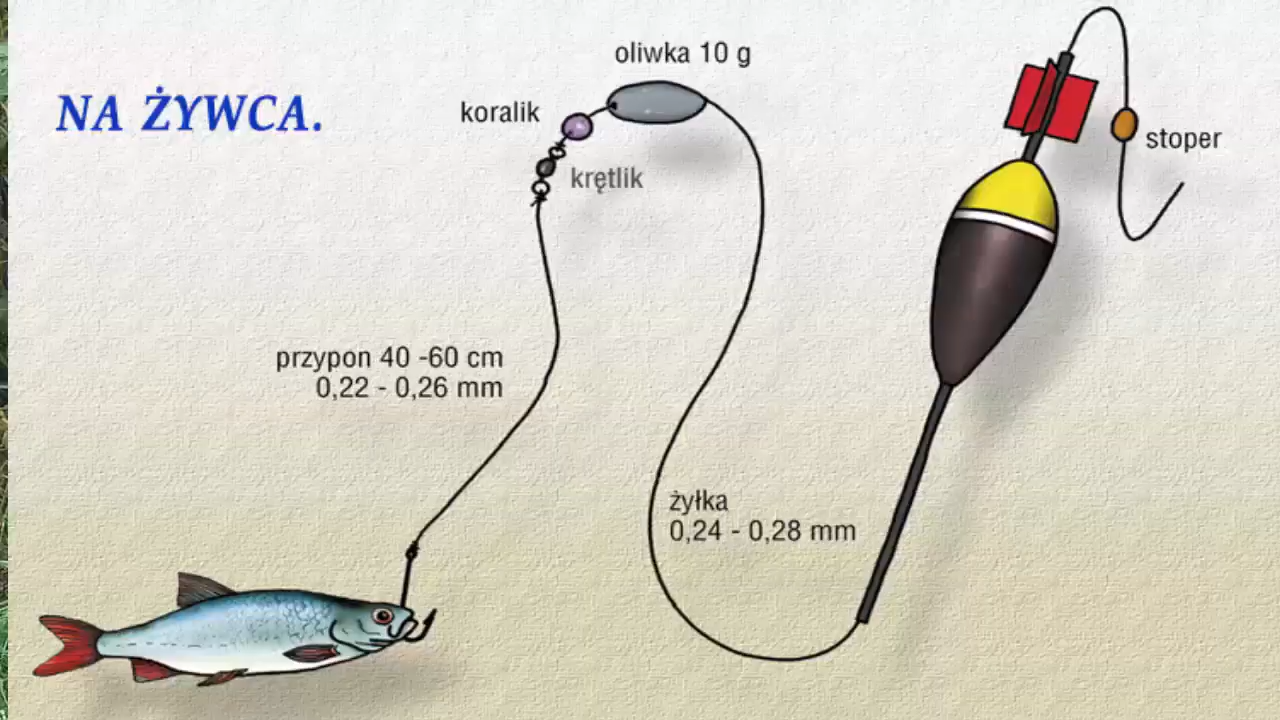 NA ŻYWCA.
oliwka 10 g
koralik
krętlik
stoper
przypon 40 -60 cm
0,22 - 0,26 mm
żyłka
0,24 - 0,28 mm